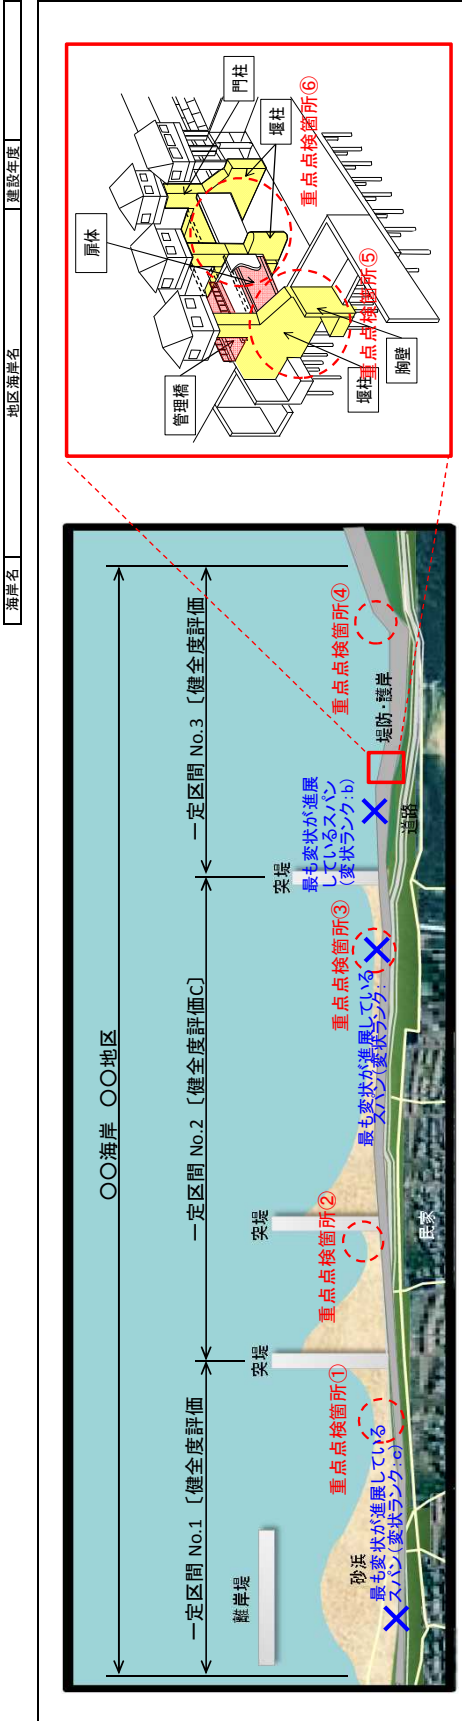 海岸名
地区海岸名
建設年度
〇〇海岸 〇〇地区
一定区間 No.1 〔健全度評価
一定区間 No.2 〔健全度評価C〕
一定区間 No.3 〔健全度評価
離岸堤
突堤
突堤
突堤
砂浜
重点点検箇所①
重点点検箇所②
重点点検箇所③
重点点検箇所④
最も変状が進展している
スパン(変状ランク:c)
最も変状が進展している
スパン(変状ランク:
最も変状が進展
しているスパン
(変状ランク:b)
堤防・護岸
道路
民家
扉体
管理橋
門柱
堰柱
重点点検箇所⑥
重点点検箇所⑤
堰柱
胸壁